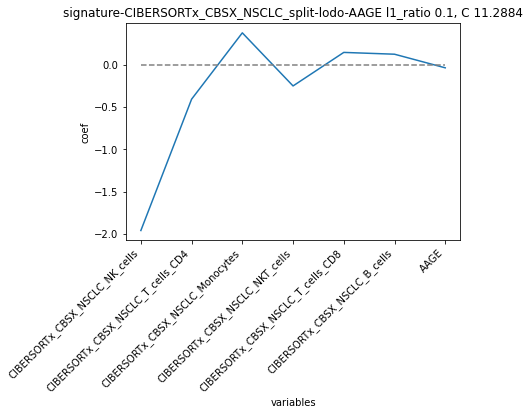 signature-CIBERSORTx_CBSX_NSCLC_split-lodo-AAGE l1_ratio 0.1, C 11.2884
coef
0.0
−0.5
−1.0
−1.5
−2.0
CIBERSORTx_CBSX_NSCLC_NK_cells
CIBERSORTx_CBSX_NSCLC_T_cells_CD4
CIBERSORTx_CBSX_NSCLC_Monocytes
CIBERSORTx_CBSX_NSCLC_NKT_cells
CIBERSORTx_CBSX_NSCLC_T_cells_CD8
CIBERSORTx_CBSX_NSCLC_B_cells
AAGE
variables